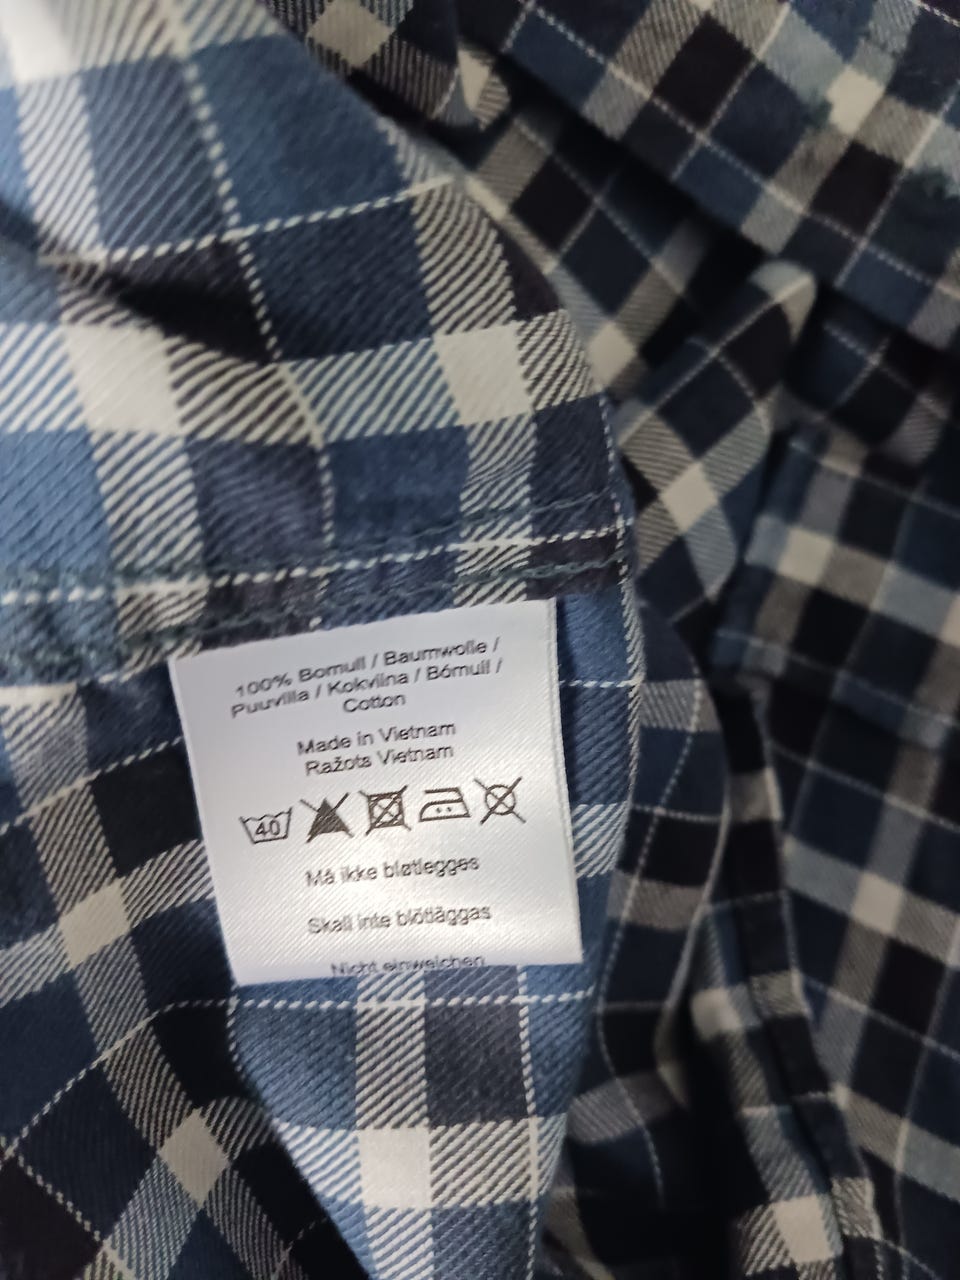 100% Bomull / Baumwolle /
Puuvilla / Kokvilna / Bómull /
Cotton
Made in Vietnam
Ražots Vietnam
40
Må ikke bløtlegges
Skall inte blötläggas
Nicht einweichen